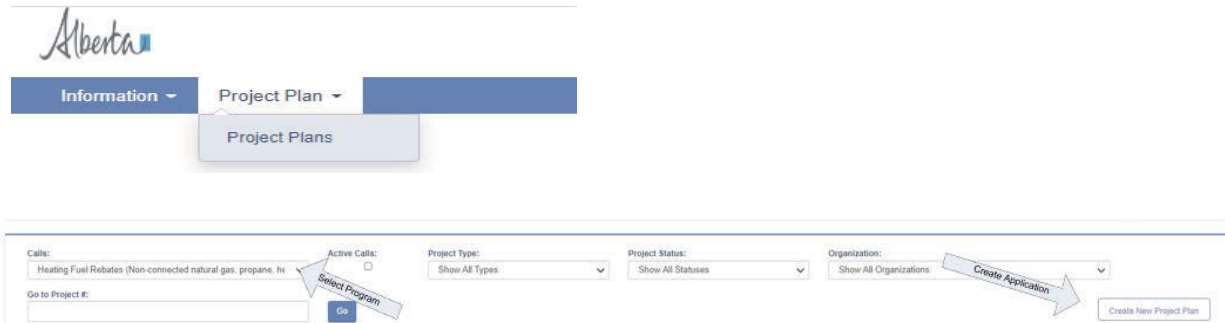 Alberta
Information
Project Plan
Project Plans
Calls:
Active Calls:
Project Type:
Project Status:
Organization:
Heating Fuel Rebates (Non-connected natural gas, propane, he
Show All Types
Show All Statuses
Show All Organizations
Select Program
Create Application
Go to Project #:
Go
Create New Project Plan